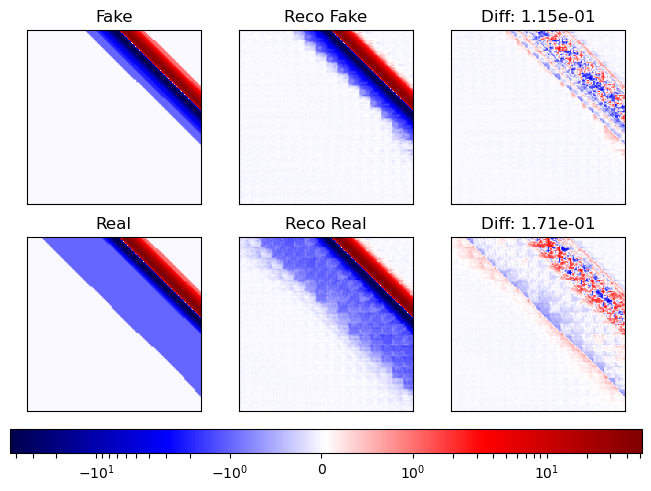 Fake Reco Fake Diff: 1.15e-01
Real Reco Real Diff: 1.71e-01
−10¹ −10⁰ 0 10⁰ 10¹